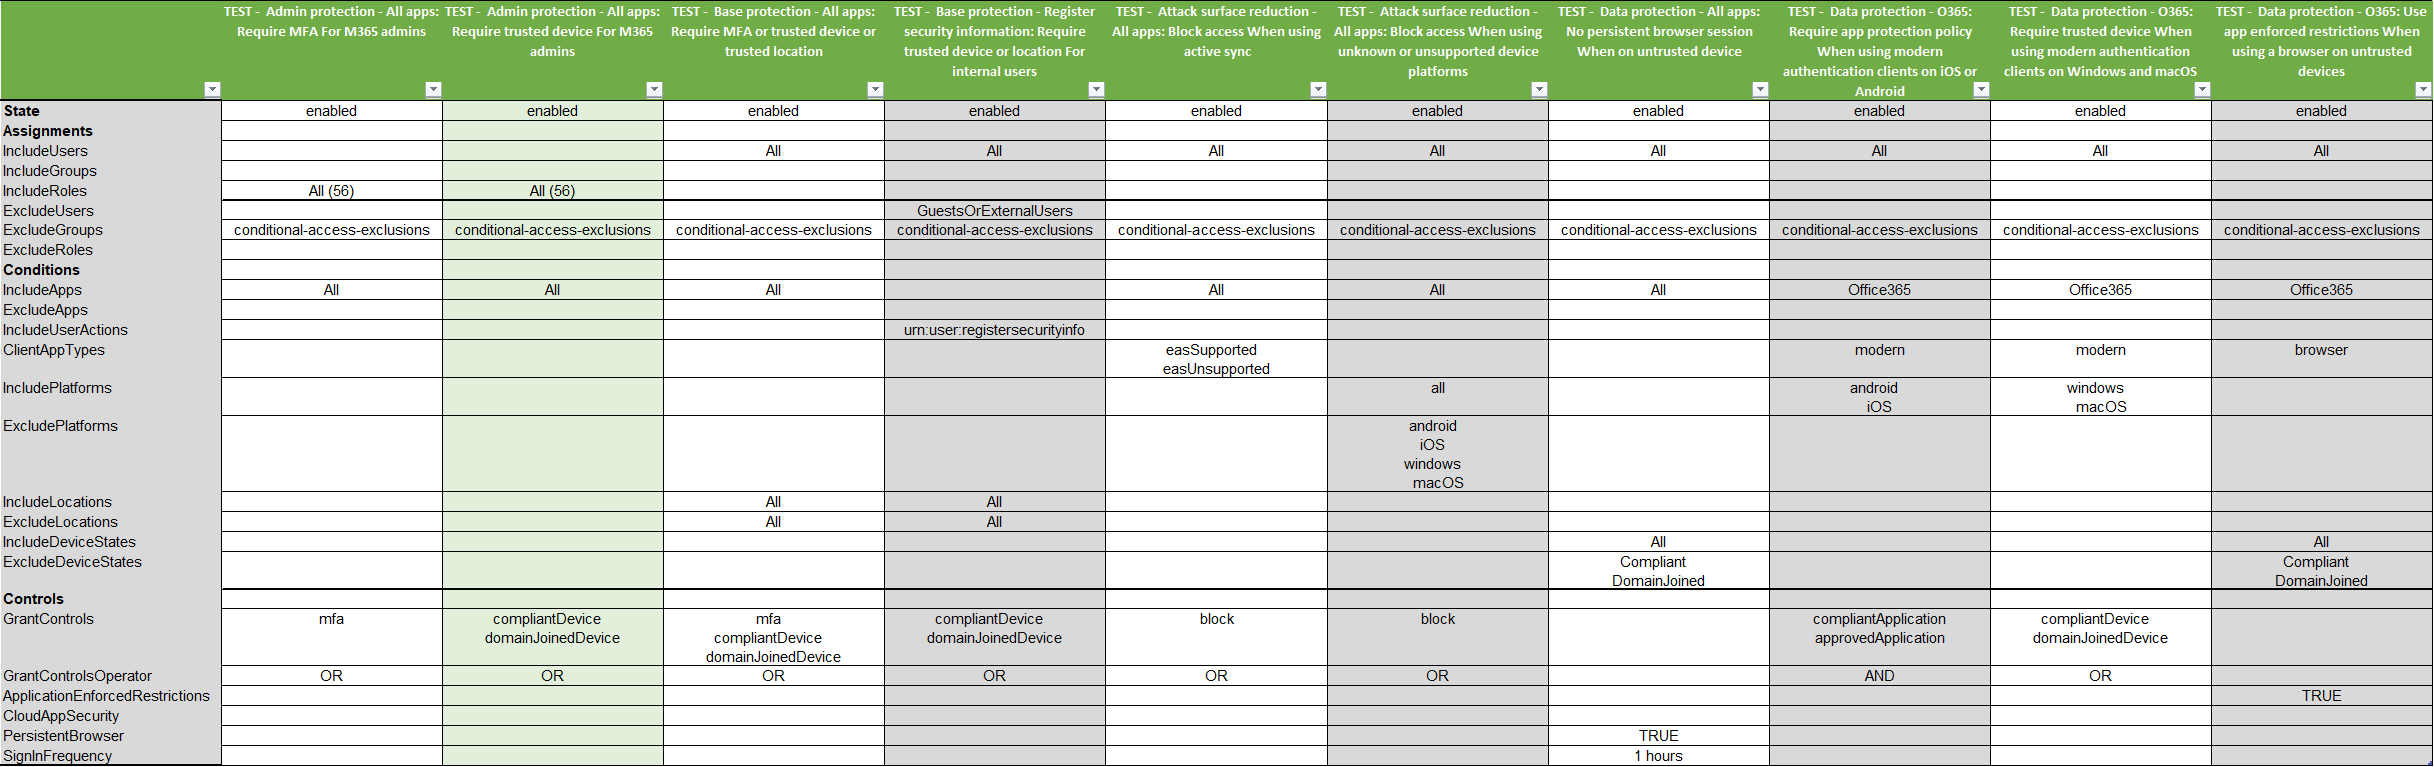 TEST -  Admin protection - All apps: Require MFA For M365 admins
TEST -  Admin protection - All apps: Require trusted device For M365 admins
TEST -  Base protection - All apps: Require MFA or trusted device or trusted location
TEST -  Base protection - Register security information: Require trusted device or location For internal users
TEST -  Attack surface reduction - All apps: Block access When using active sync
TEST -  Attack surface reduction - All apps: Block access When using unknown or unsupported device platforms
TEST -  Data protection - All apps: No persistent browser session When on untrusted device
TEST -  Data protection - O365: Require app protection policy When using modern authentication clients on iOS or Android
TEST -  Data protection - O365: Require trusted device When using modern authentication clients on Windows and macOS
TEST -  Data protection - O365: Use app enforced restrictions When using a browser on untrusted devices
State enabled enabled enabled enabled enabled enabled enabled enabled enabled enabled
Assignments
IncludeUsers All All All All All All All All
IncludeGroups
IncludeRoles All (56) All (56)
ExcludeUsers GuestsOrExternalUsers
ExcludeGroups conditional-access-exclusions conditional-access-exclusions conditional-access-exclusions conditional-access-exclusions conditional-access-exclusions conditional-access-exclusions conditional-access-exclusions conditional-access-exclusions conditional-access-exclusions conditional-access-exclusions
ExcludeRoles
Conditions
IncludeApps All All All All All All Office365 Office365 Office365
ExcludeApps
IncludeUserActions urn:user:registersecurityinfo
ClientAppTypes easSupported modern modern browser
easUnsupported
IncludePlatforms all android windows
iOS macOS
ExcludePlatforms android
iOS
windows
macOS
IncludeLocations All All
ExcludeLocations All All
IncludeDeviceStates All All
ExcludeDeviceStates Compliant Compliant
DomainJoined DomainJoined
Controls
GrantControls mfa compliantDevice mfa compliantDevice block block compliantApplication compliantDevice
domainJoinedDevice compliantDevice domainJoinedDevice approvedApplication domainJoinedDevice
domainJoinedDevice
GrantControlsOperator OR OR OR OR OR OR AND OR
ApplicationEnforcedRestrictions TRUE
CloudAppSecurity
PersistentBrowser TRUE
SignInFrequency 1 hours